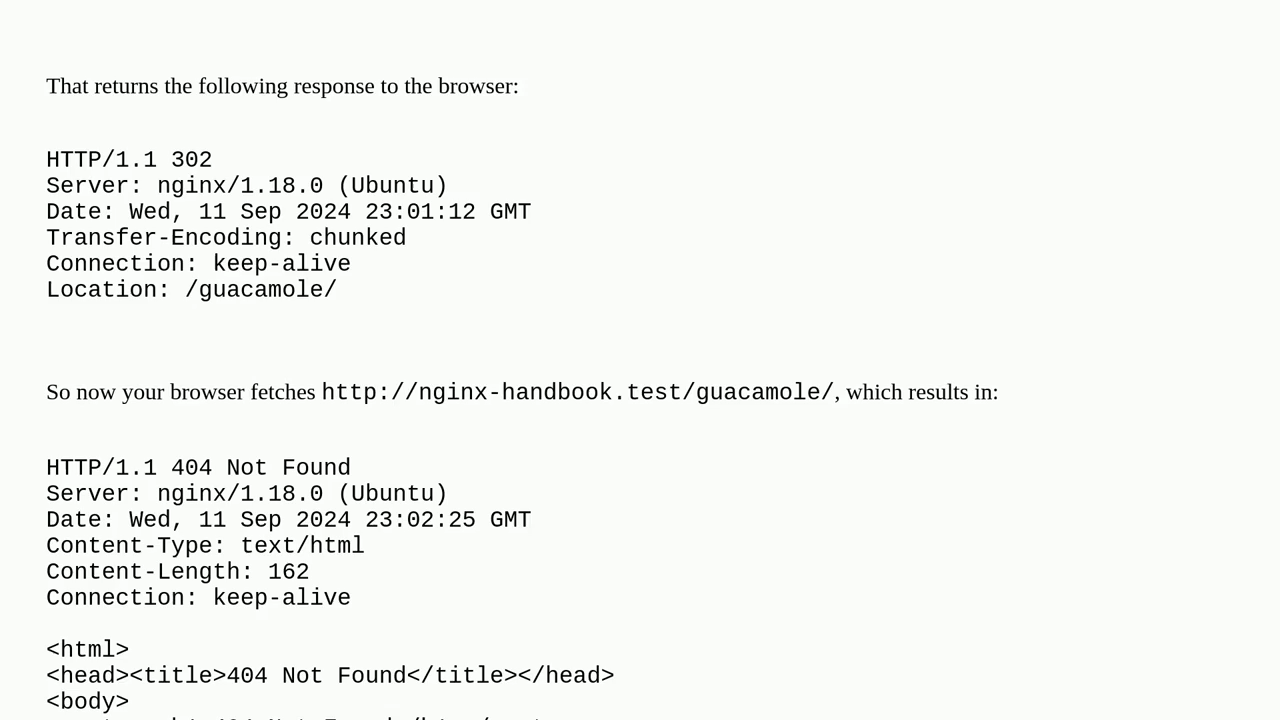 That returns the following response to the browser:
HTTP/1.1 302
Server: nginx/1.18.0 (Ubuntu)
Date: Wed, 11 Sep 2024 23:01:12 GMT
Transfer-Encoding: chunked
Connection: keep-alive
Location: /guacamole/
So now your browser fetches http://nginx-handbook.test/guacamole/, which results in:
HTTP/1.1 404 Not Found
Server: nginx/1.18.0 (Ubuntu)
Date: Wed, 11 Sep 2024 23:02:25 GMT
Content-Type: text/html
Content-Length: 162
Connection: keep-alive
<html>
<head><title>404 Not Found</title></head>
<body>